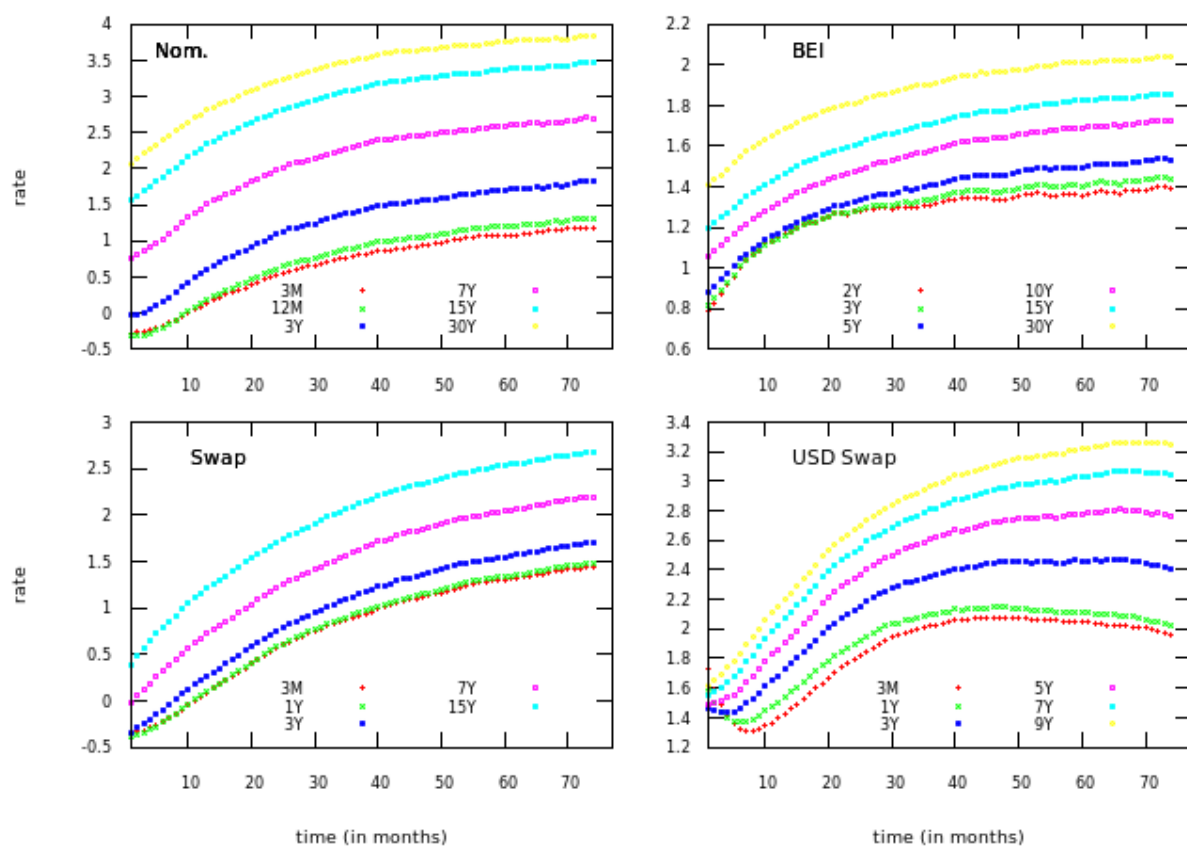 Nom.
rate
4
3.5
3
2.5
2
1.5
1
0.5
0
-0.5
3M 7Y
12M 15Y
3Y 30Y
10 20 30 40 50 60 70
BEI
2.2
2
1.8
1.6
1.4
1.2
1
0.8
0.6
2Y 10Y
3Y 15Y
5Y 30Y
10 20 30 40 50 60 70
Swap
rate
3
2.5
2
1.5
1
0.5
0
-0.5
3M 7Y
1Y 15Y
3Y
10 20 30 40 50 60 70
time (in months)
USD Swap
3.4
3.2
3
2.8
2.6
2.4
2.2
2
1.8
1.6
1.4
1.2
3M 5Y
1Y 7Y
3Y 9Y
10 20 30 40 50 60 70
time (in months)